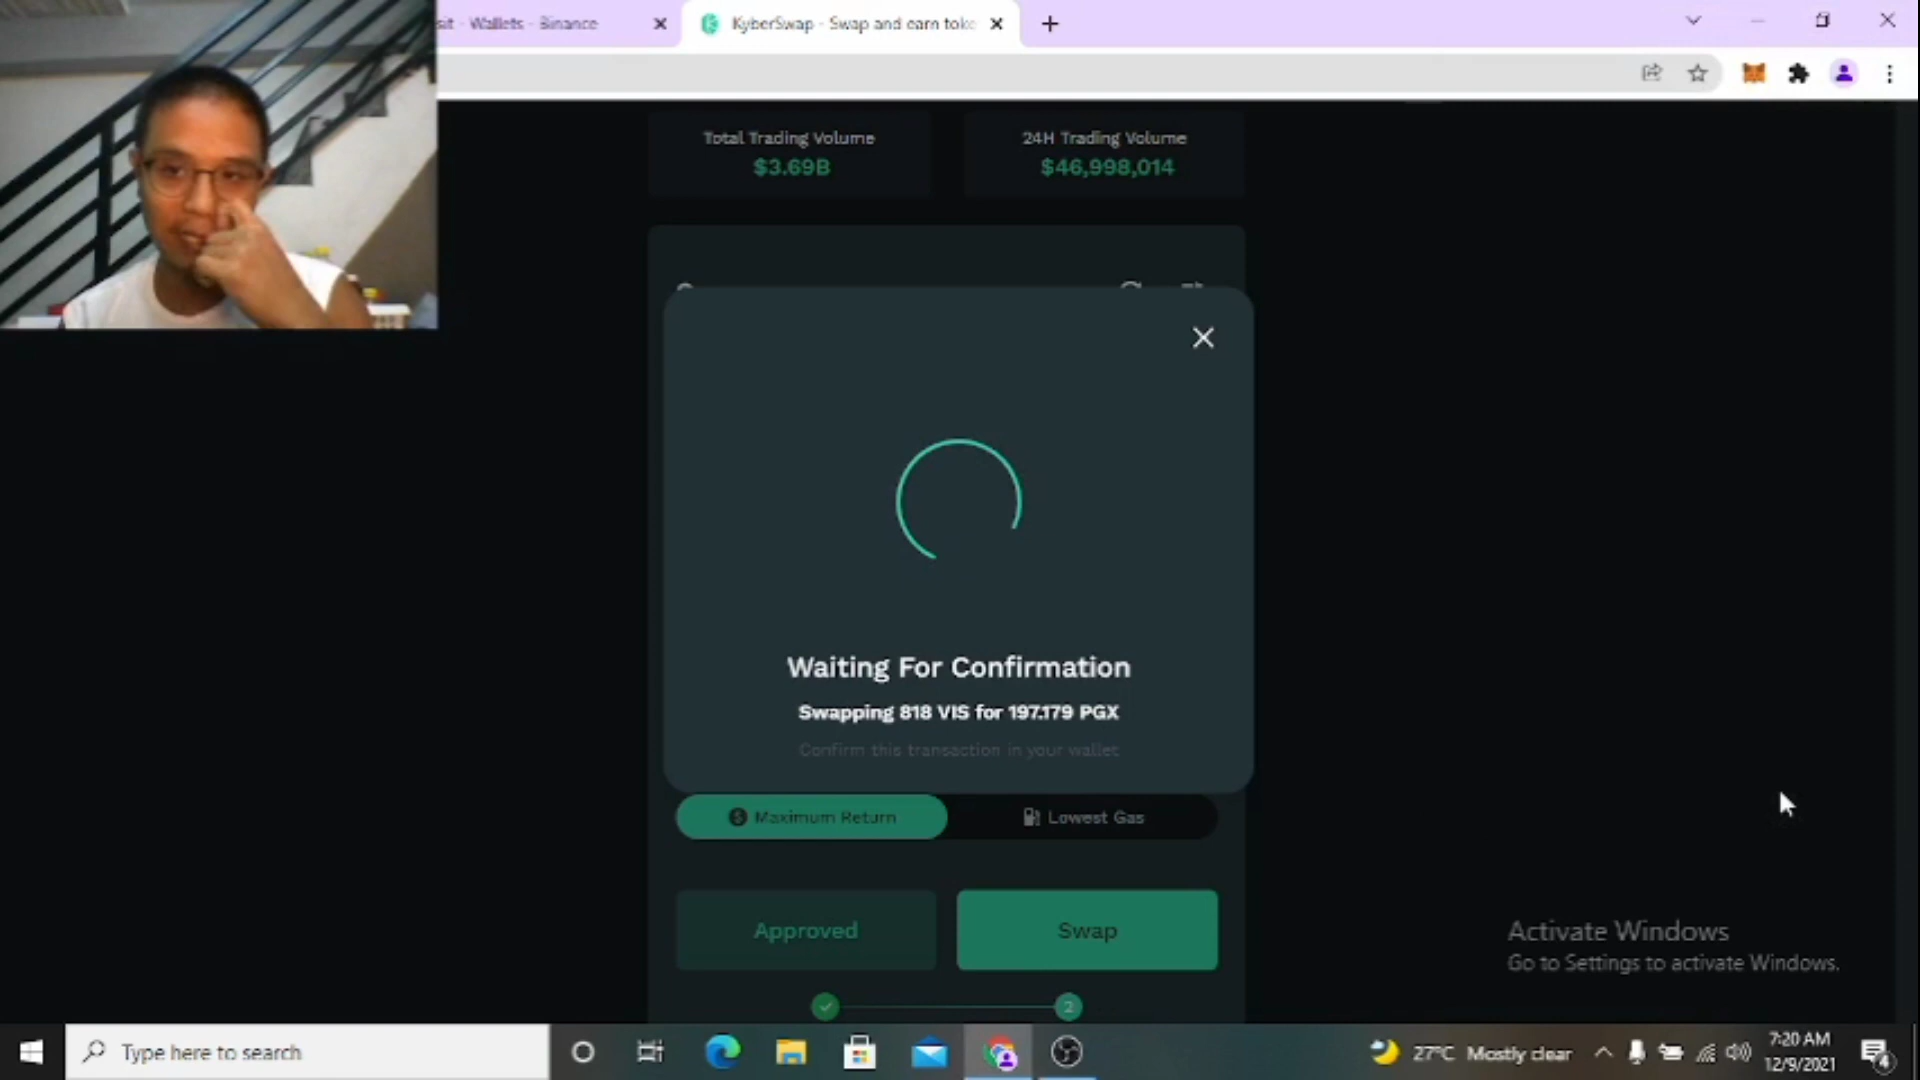 sit - Wallets - Binance
KyberSwap - Swap and earn toke
Total Trading Volume
$3.69B
24H Trading Volume
$46,998,014
Waiting For Confirmation
Swapping 818 VIS for 197.179 PGX
Confirm this transaction in your wallet
Maximum Return
Lowest Gas
Approved
Swap
2
Activate Windows
Go to Settings to activate Windows.
Type here to search
27°C Mostly clear
7:20 AM
12/9/2021
4